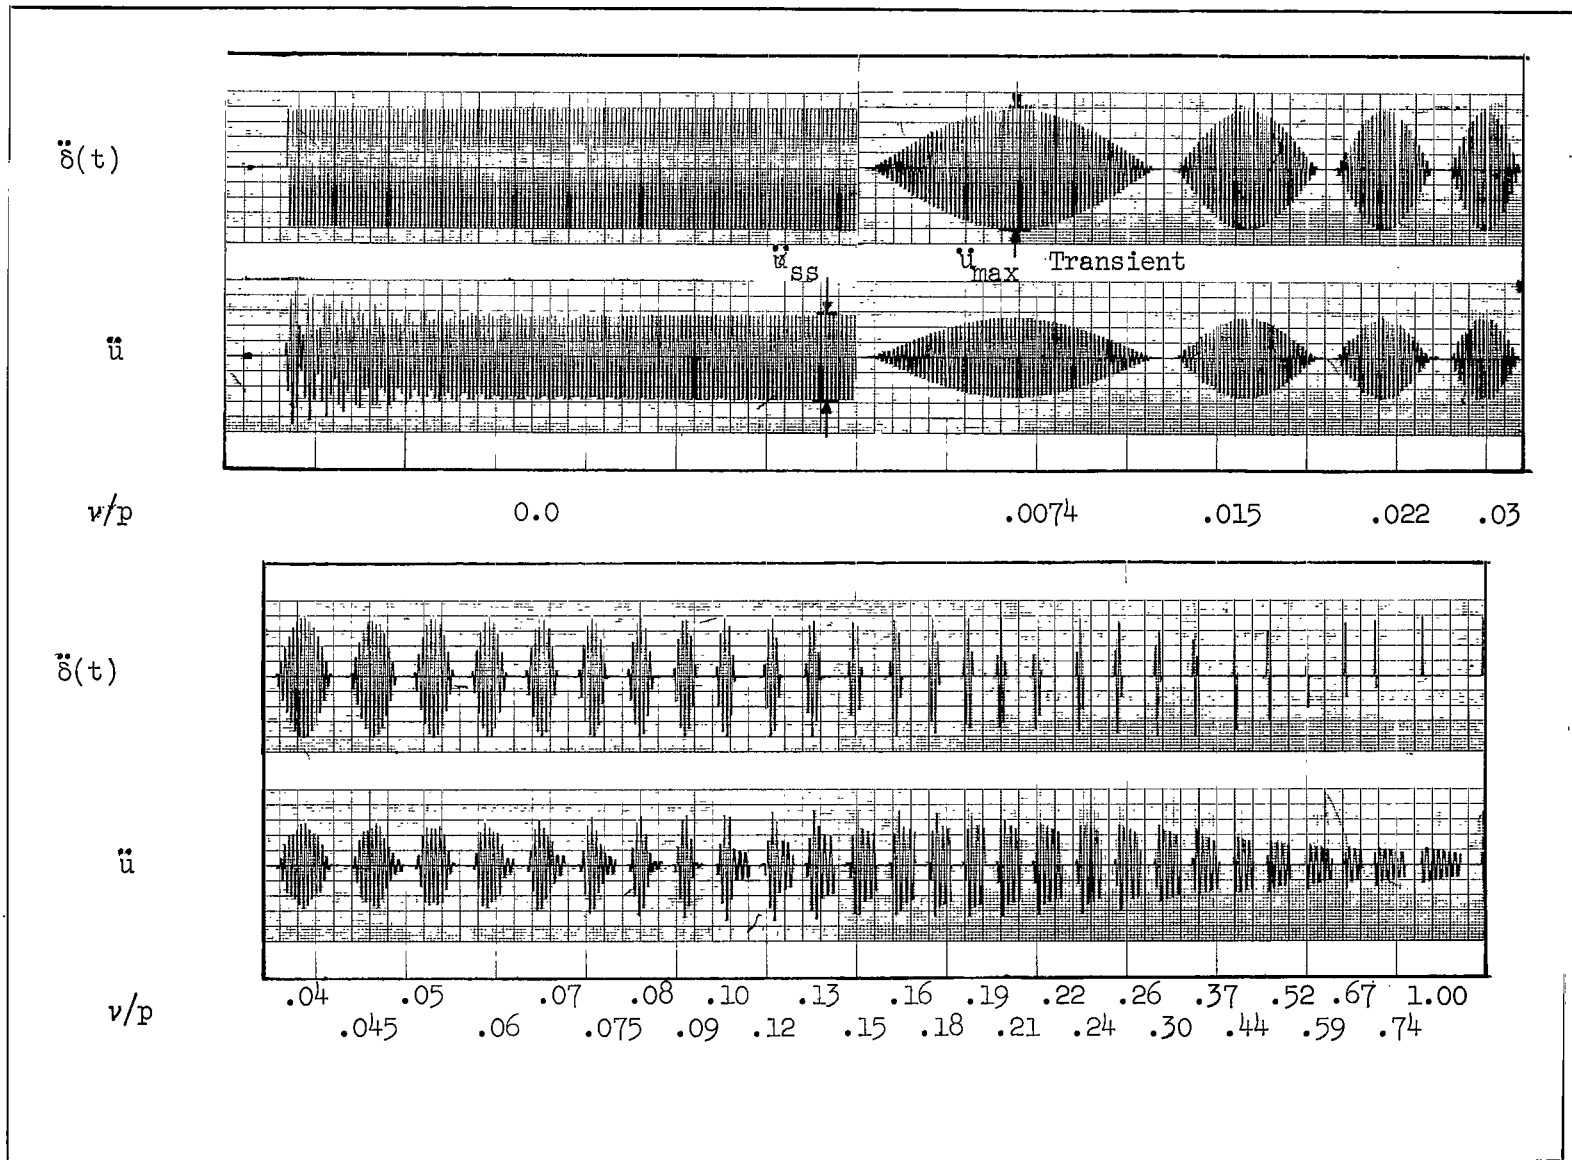 δ̈(t)
ü_ss ü_max Transient
ü
ν/p 0.0 .0074 .015 .022 .03
δ̈(t)
ü
ν/p .04 .05 .07 .08 .10 .13 .16 .19 .22 .26 .37 .52 .67 1.00
.045 .06 .075 .09 .12 .15 .18 .21 .24 .30 .44 .59 .74